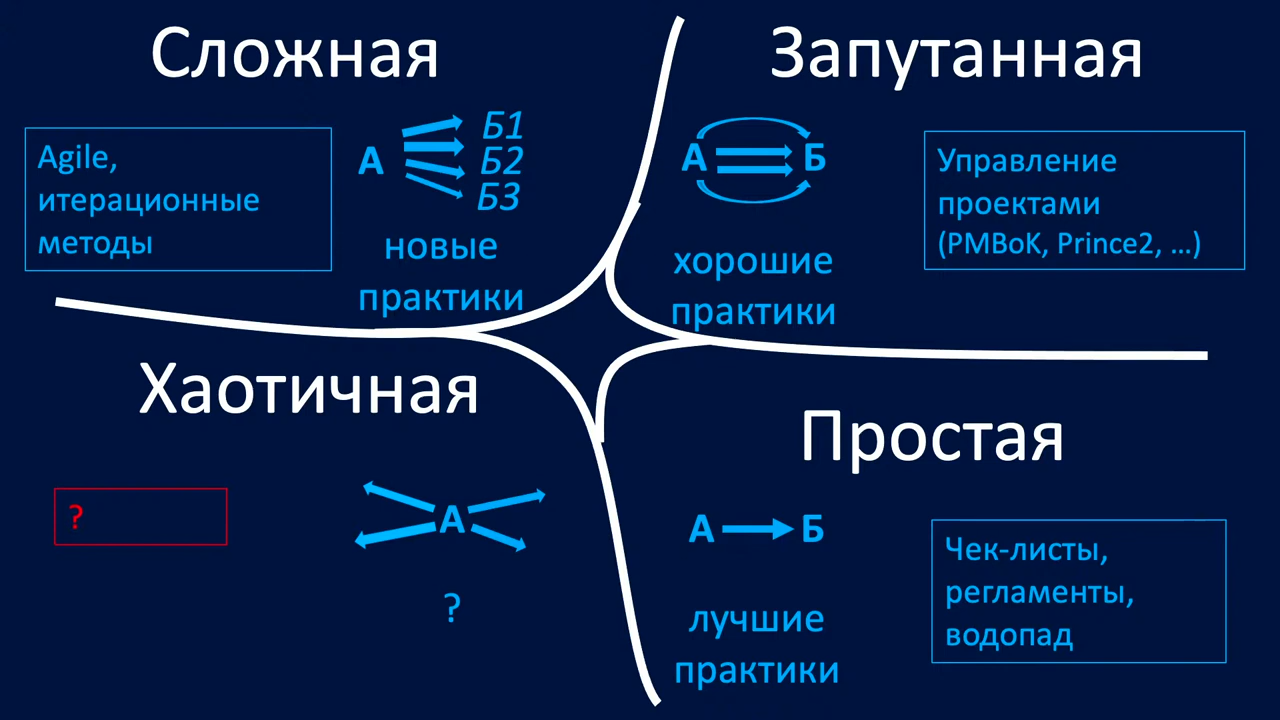 Сложная
Agile,
итерационные
методы
А
Б1
Б2
Б3
новые
практики
Запутанная
А
Б
хорошие
практики
Управление
проектами
(PMBoK, Prince2, …)
Хаотичная
?
А
?
Простая
А
Б
лучшие
практики
Чек-листы,
регламенты,
водопад